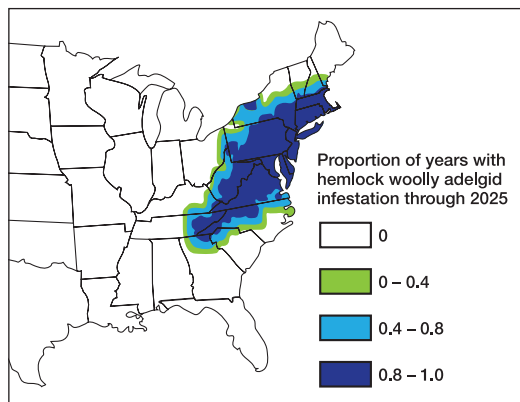 Proportion of years with
hemlock woolly adelgid
infestation through 2025
0
0 – 0.4
0.4 – 0.8
0.8 – 1.0